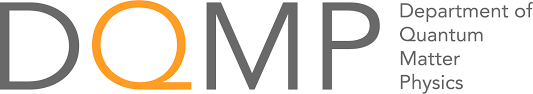 DQMP
Department of
Quantum
Matter
Physics